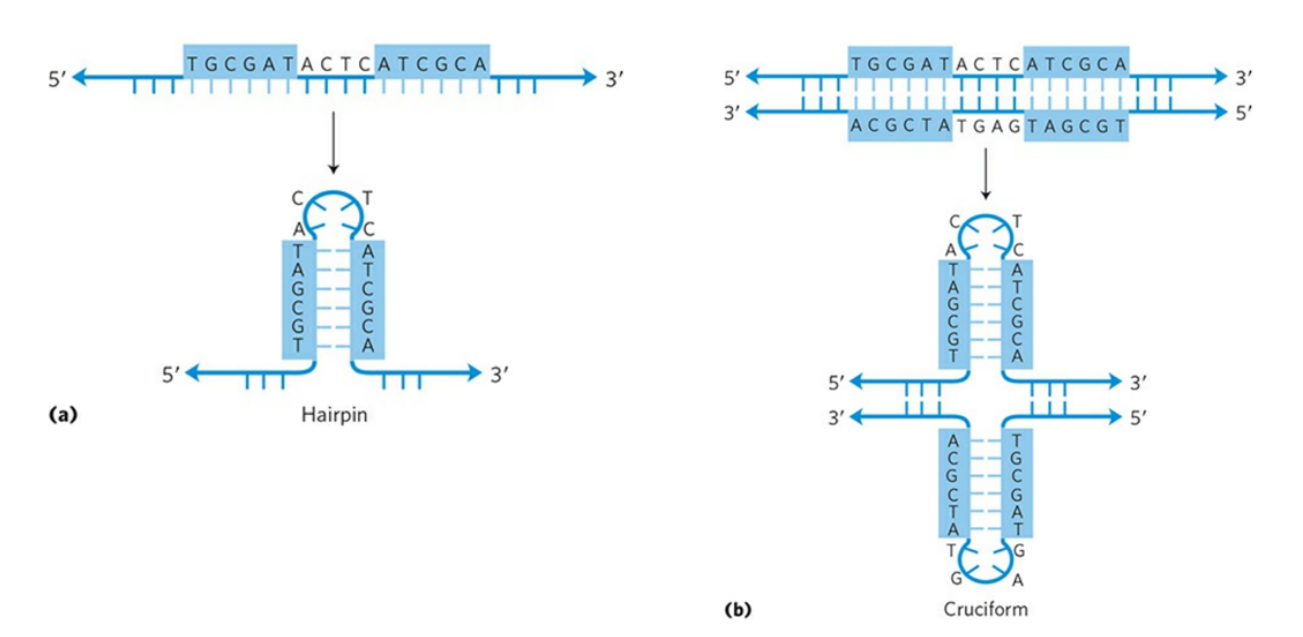 TGCGATACTCATCGCA
5′ 3′
C T
A C
T A
A T
G C
C G
G C
T A
5′ 3′
(a) Hairpin
TGCGATACTCATCGCA
5′ 3′
3′ 5′
ACGCTATGAGTAGCGT
C T
A C
T A
A T
G C
C G
G C
T A
5′ 3′
3′ 5′
A T
C G
G C
C G
T A
A T
T G
G A
(b) Cruciform